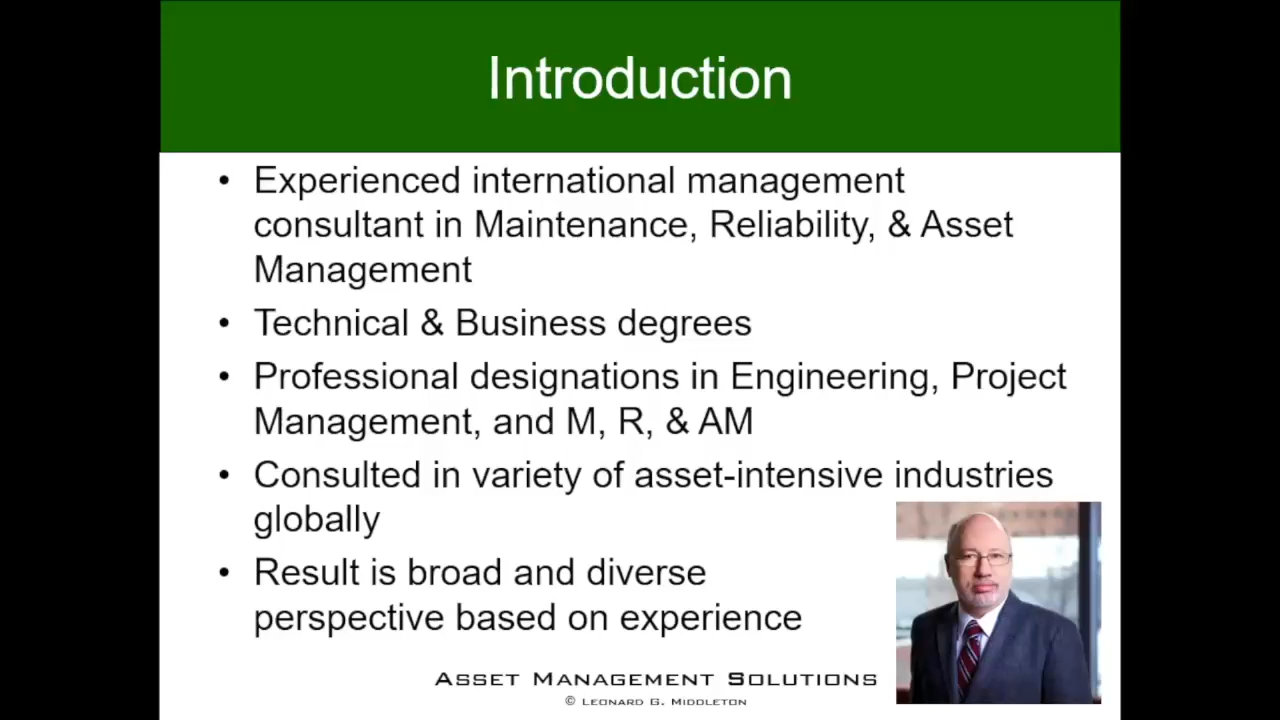 Introduction
• Experienced international management
consultant in Maintenance, Reliability, & Asset
Management
• Technical & Business degrees
• Professional designations in Engineering, Project
Management, and M, R, & AM
• Consulted in variety of asset-intensive industries
globally
• Result is broad and diverse
perspective based on experience
Asset Management Solutions
© Leonard G. Middleton